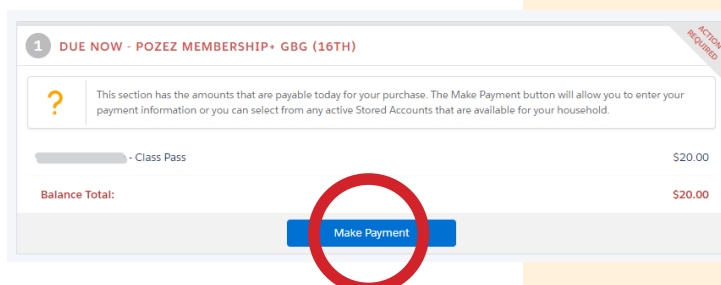 1 DUE NOW - POZEZ MEMBERSHIP+ GBG (16TH)
ACTION
REQUIRED
? This section has the amounts that are payable today for your purchase. The Make Payment button will allow you to enter your
payment information or you can select from any active Stored Accounts that are available for your household.
- Class Pass $20.00
Balance Total: $20.00
Make Payment